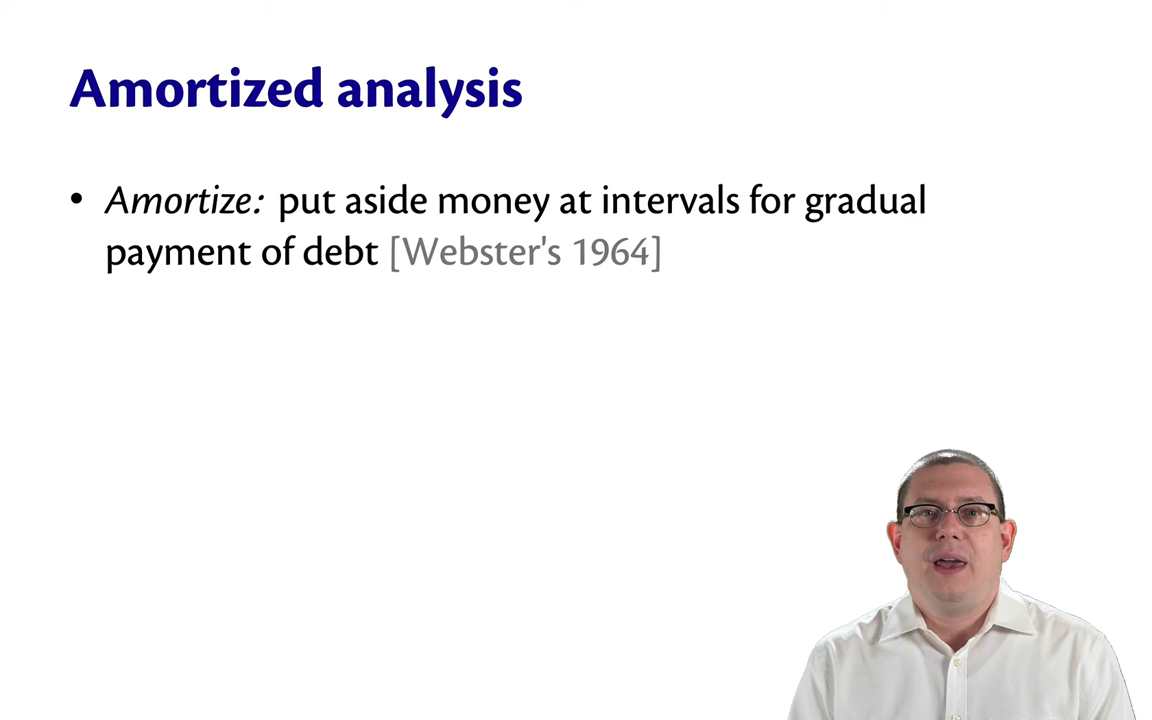 Amortized analysis
• Amortize: put aside money at intervals for gradual
payment of debt [Webster's 1964]